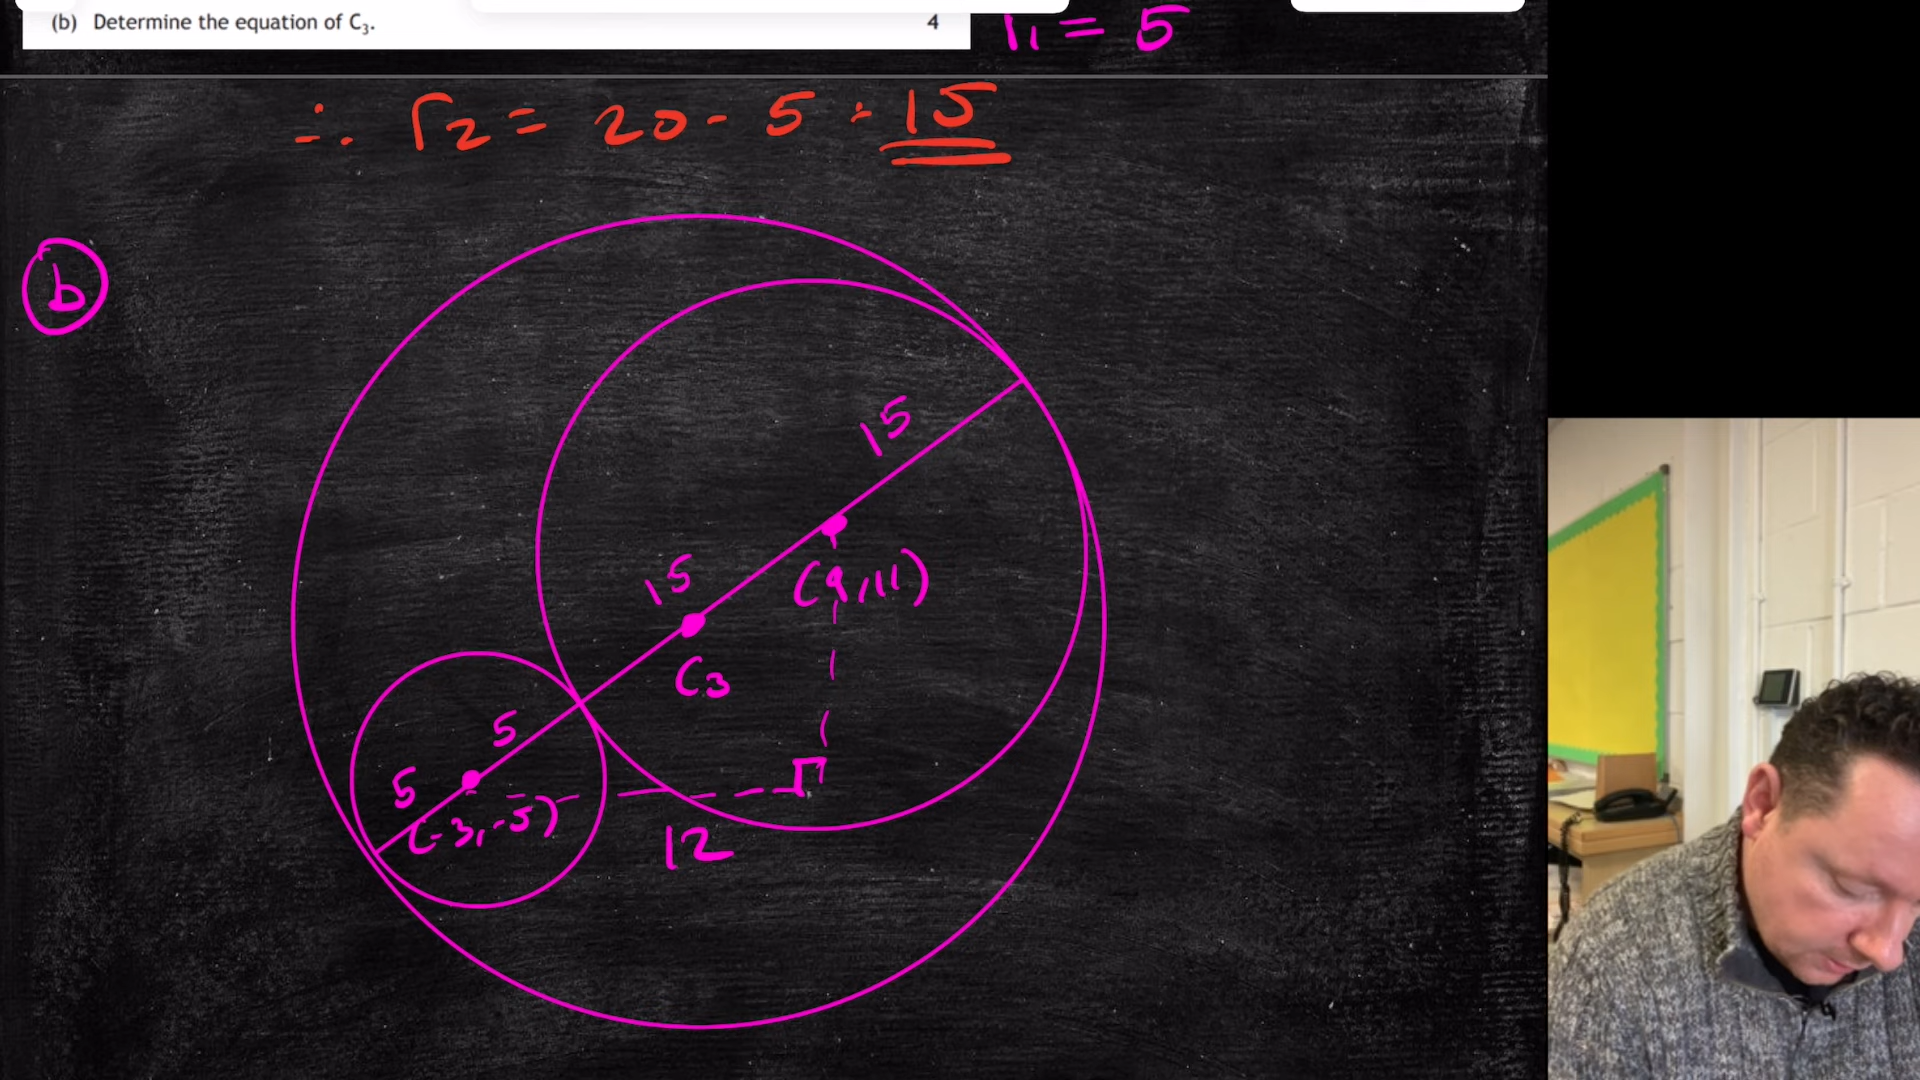 (b) Determine the equation of C₃. 4
r₁ = 5
∴ r₂ = 20 - 5 = 15
b
15
15
(9,11)
C3
5
5
(-3,-5)
12